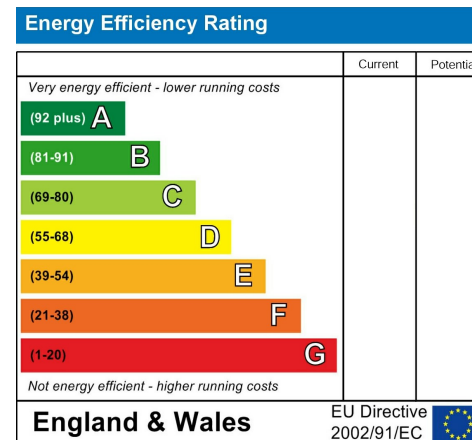 Energy Efficiency Rating
Current Potentia
Very energy efficient - lower running costs
(92 plus) A
(81-91) B
(69-80) C
(55-68) D
(39-54) E
(21-38) F
(1-20) G
Not energy efficient - higher running costs
England & Wales
EU Directive
2002/91/EC